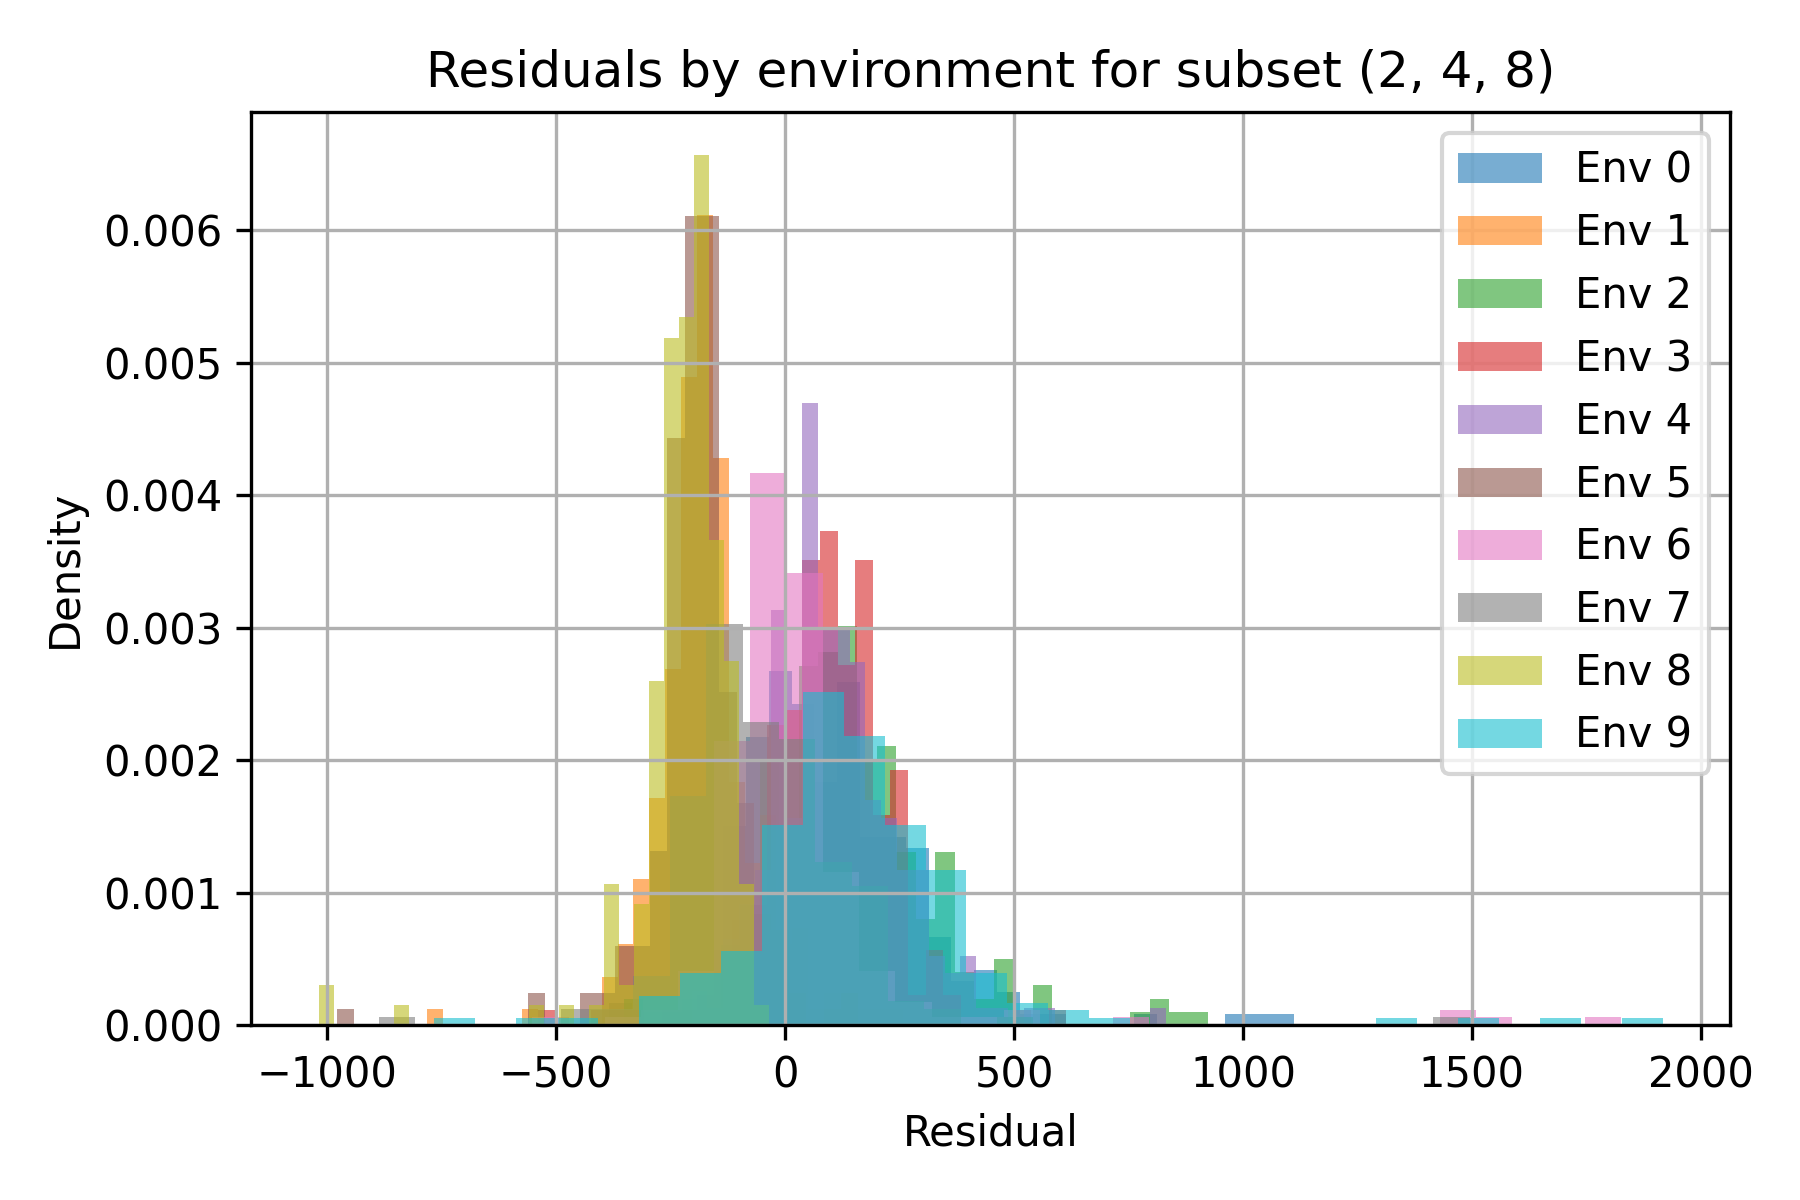 Residuals by environment for subset (2, 4, 8)
Density
0.006
0.005
0.004
0.003
0.002
0.001
0.000
Env 0
Env 1
Env 2
Env 3
Env 4
Env 5
Env 6
Env 7
Env 8
Env 9
−1000
−500
0
500
1000
1500
2000
Residual